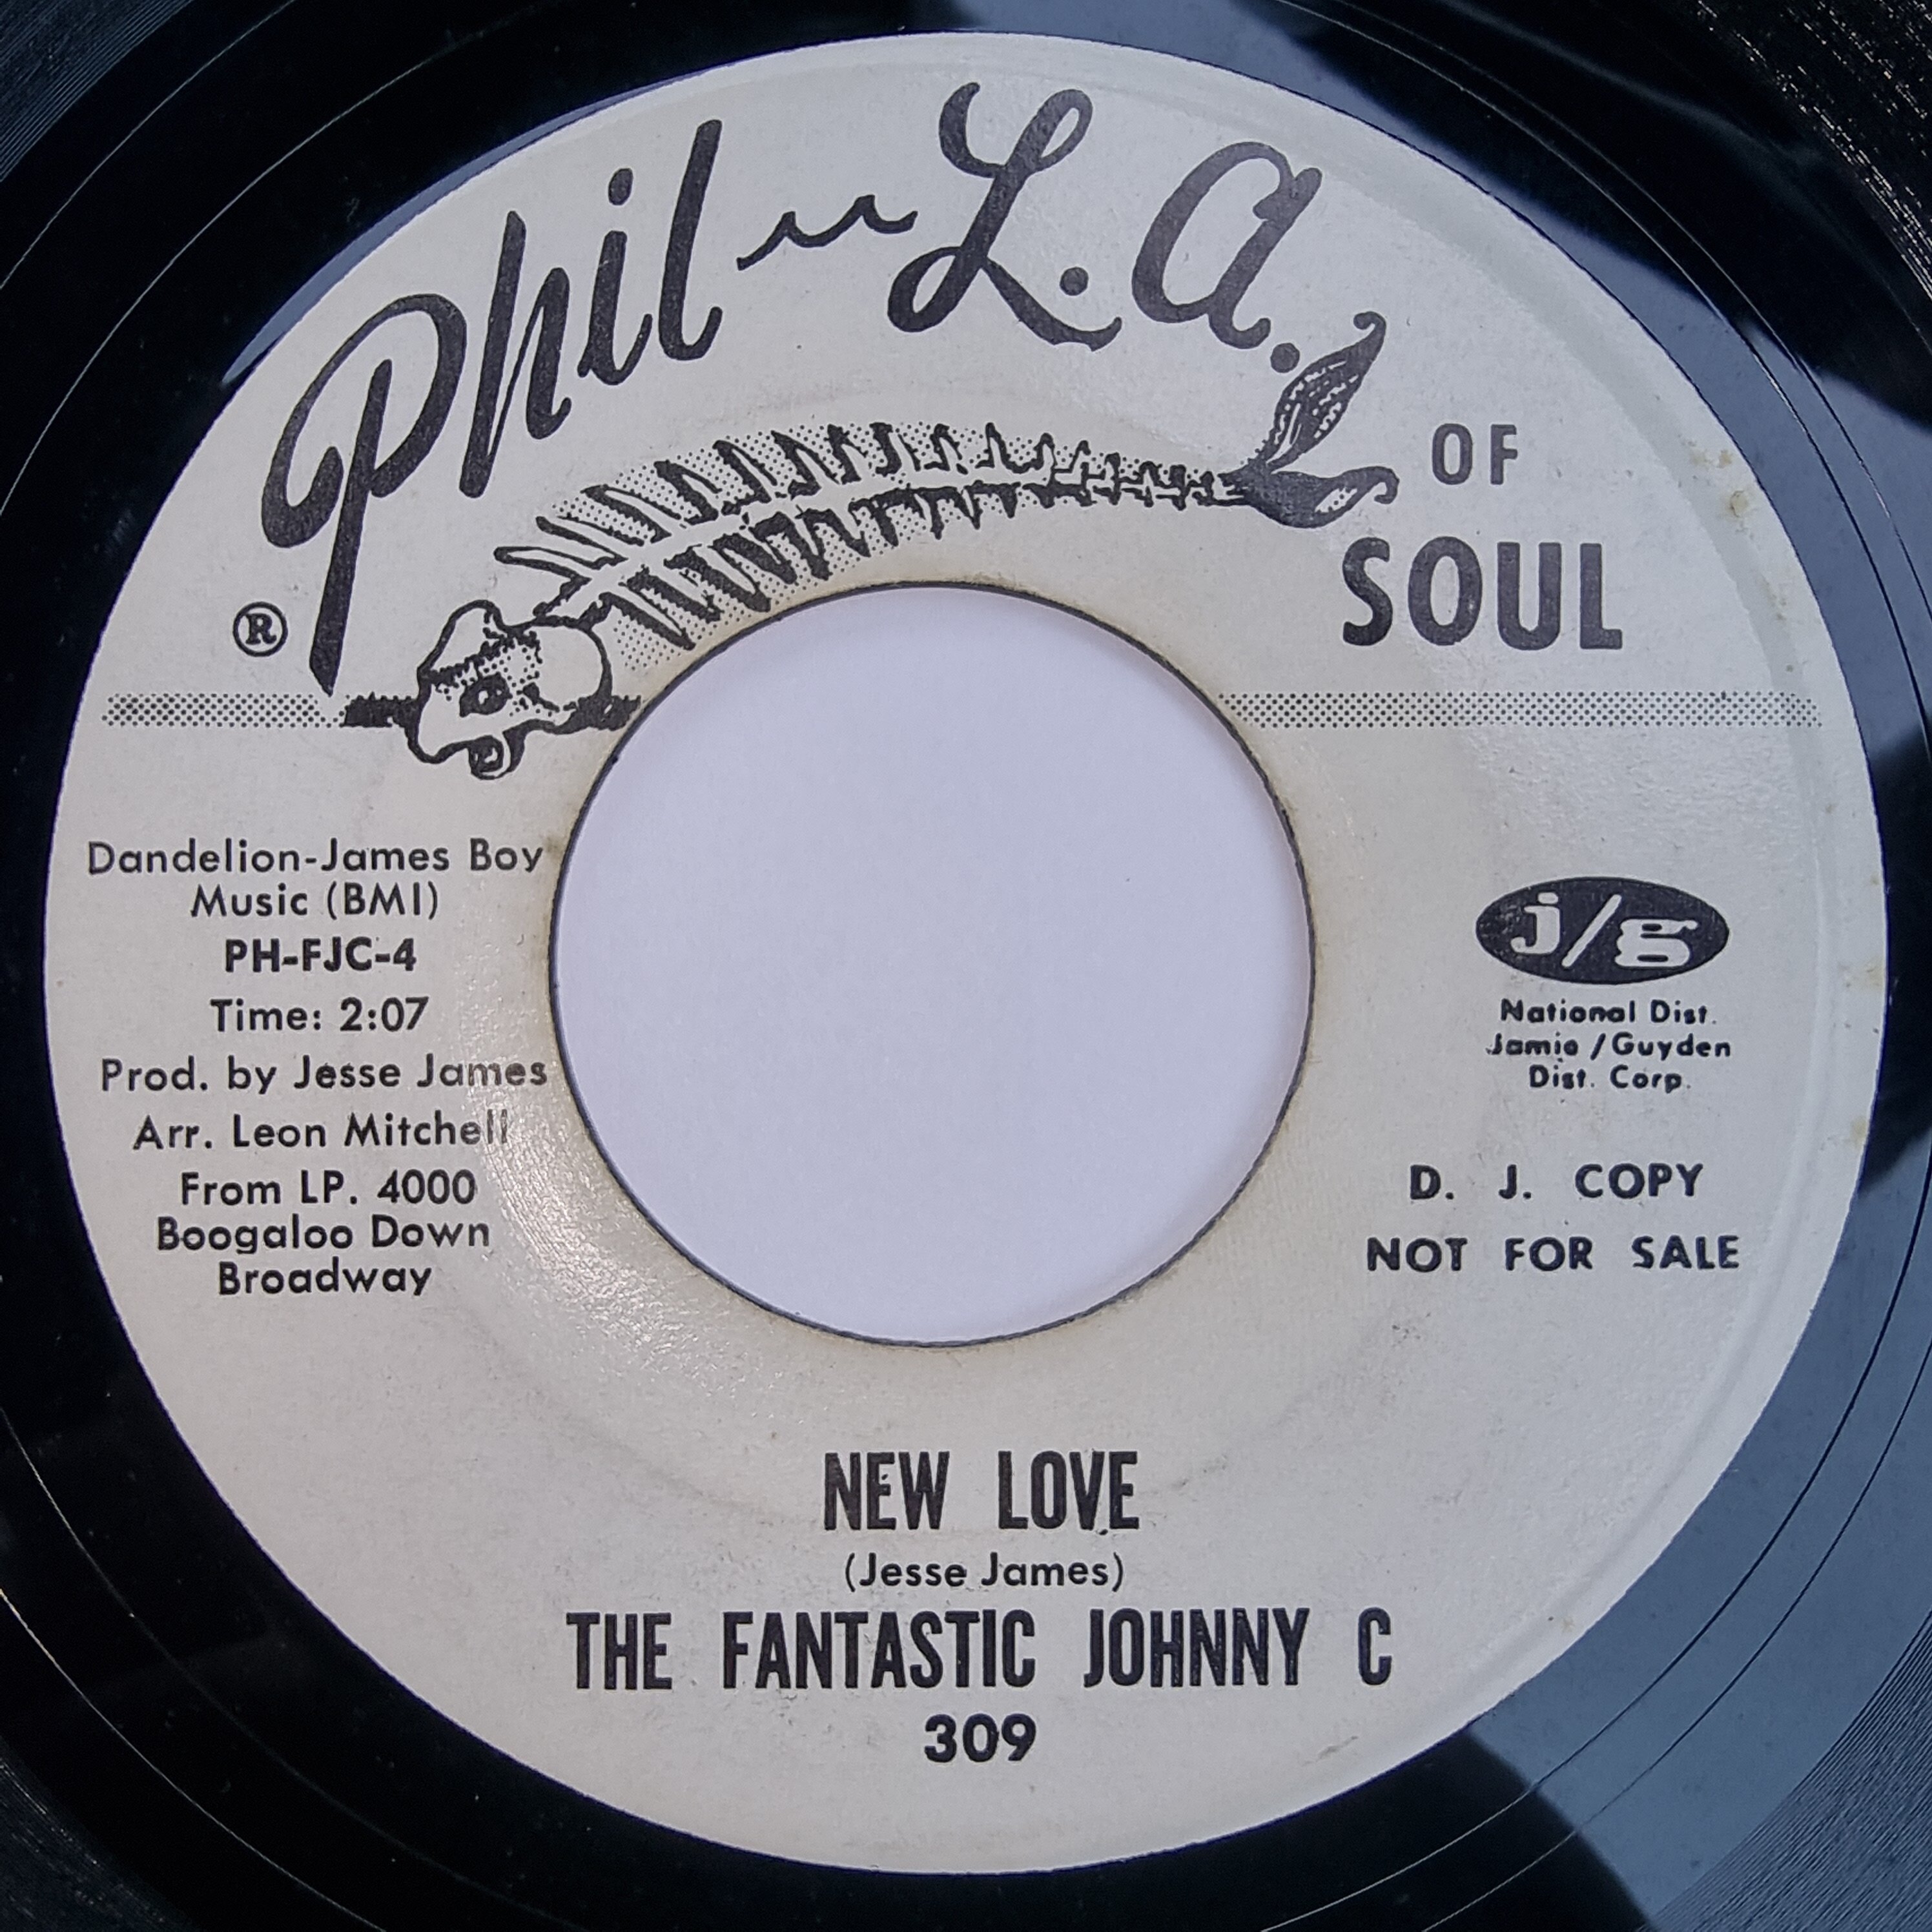 Phil-L.A.
OF
SOUL
®
Dandelion-James Boy
Music (BMI)
PH-FJC-4
Time: 2:07
Prod. by Jesse James
Arr. Leon Mitchell
From LP. 4000
Boogaloo Down
Broadway
j/g
National Dist.
Jamie/Guyden
Dist. Corp.
D. J. COPY
NOT FOR SALE
NEW LOVE
(Jesse James)
THE FANTASTIC JOHNNY C
309